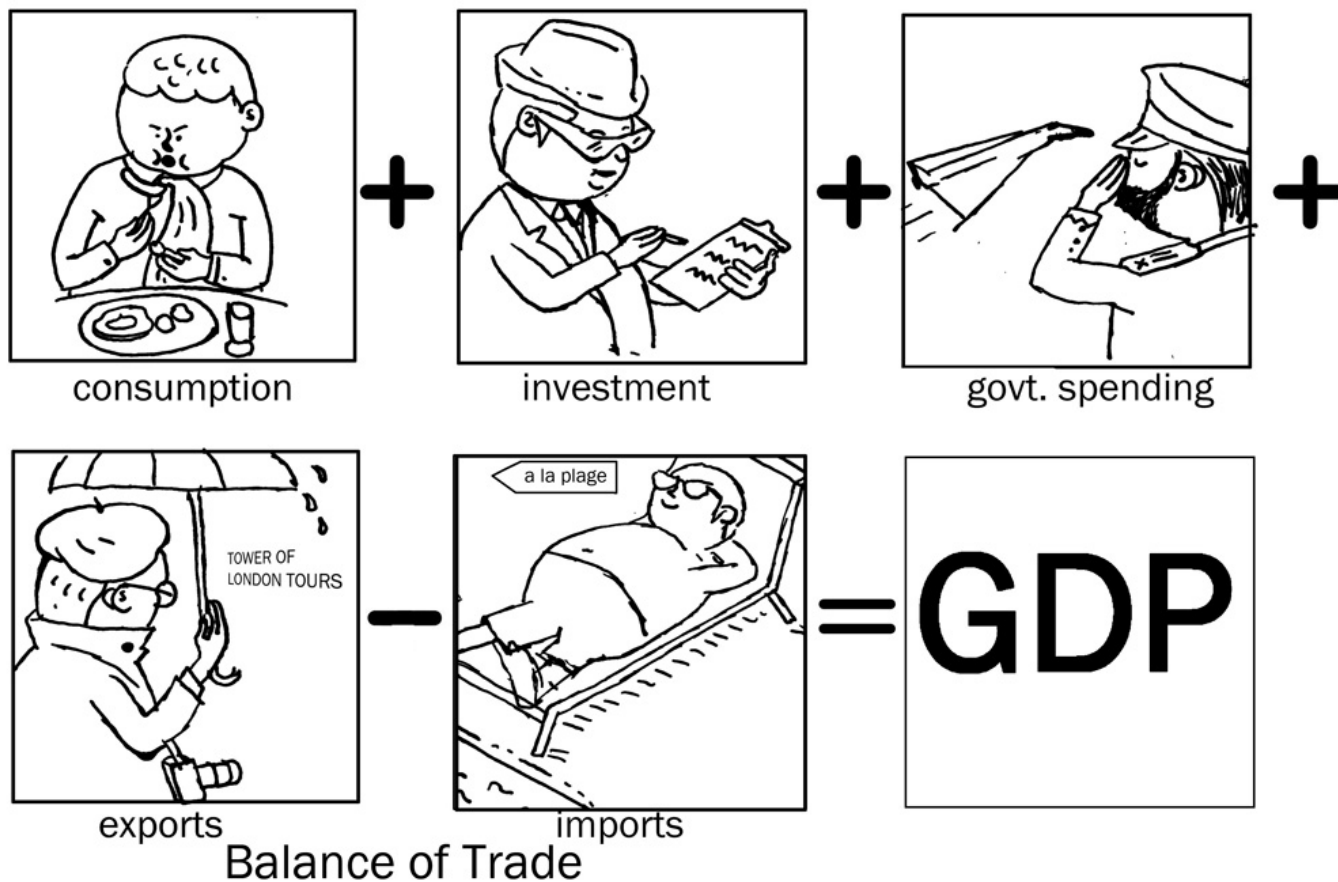 +
+
+
consumption
investment
govt. spending
a la plage
TOWER OF
LONDON TOURS
-
=
GDP
exports
imports
Balance of Trade